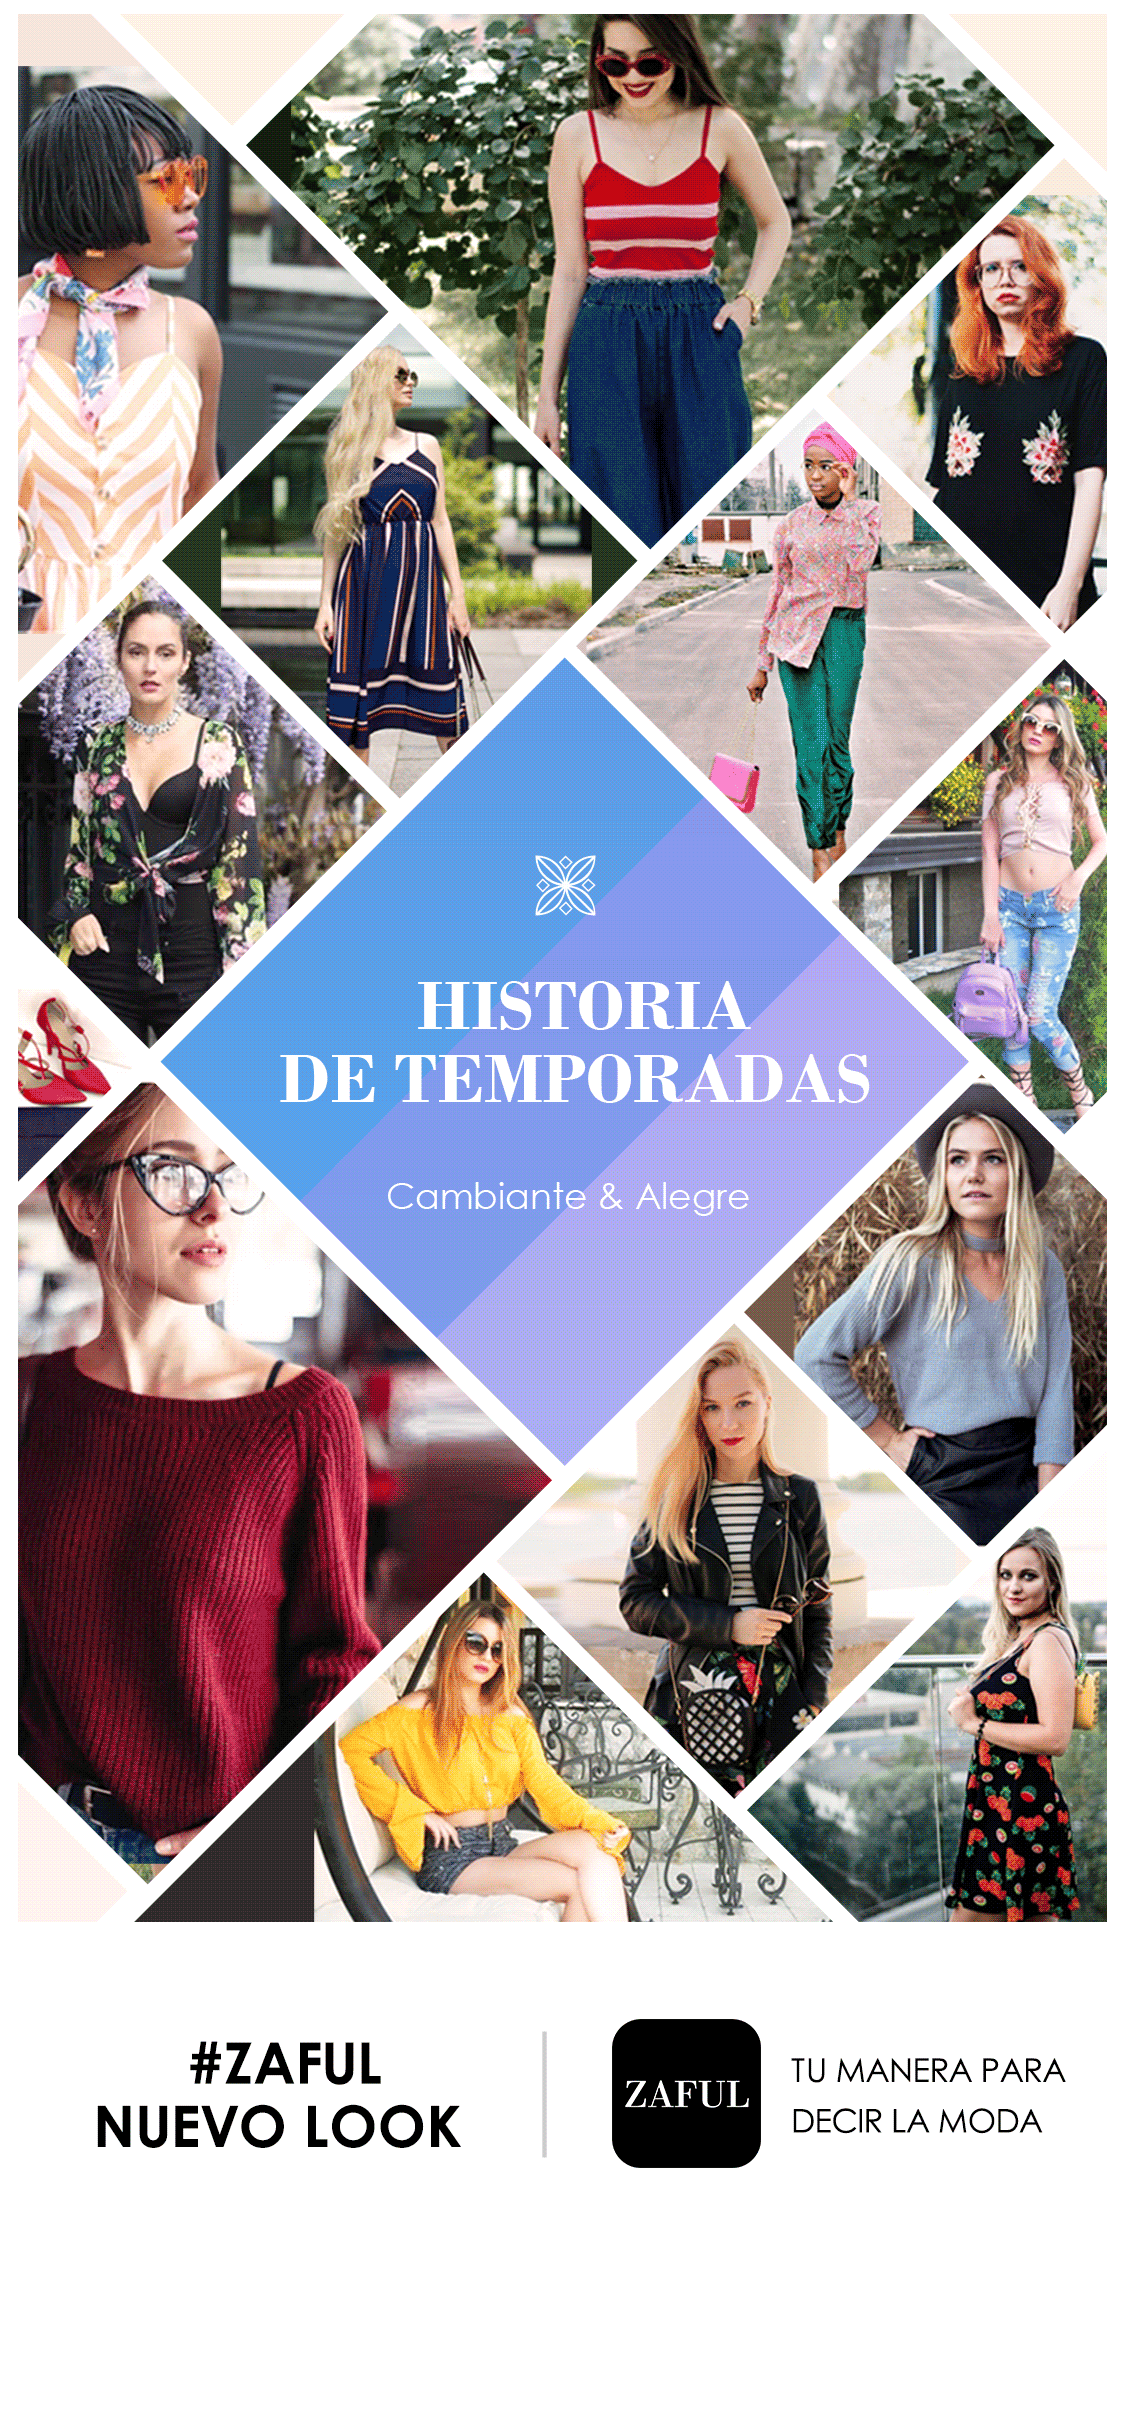 HISTORIA
DE TEMPORADAS
Cambiante & Alegre
#ZAFUL
NUEVO LOOK
ZAFUL
TU MANERA PARA
DECIR LA MODA